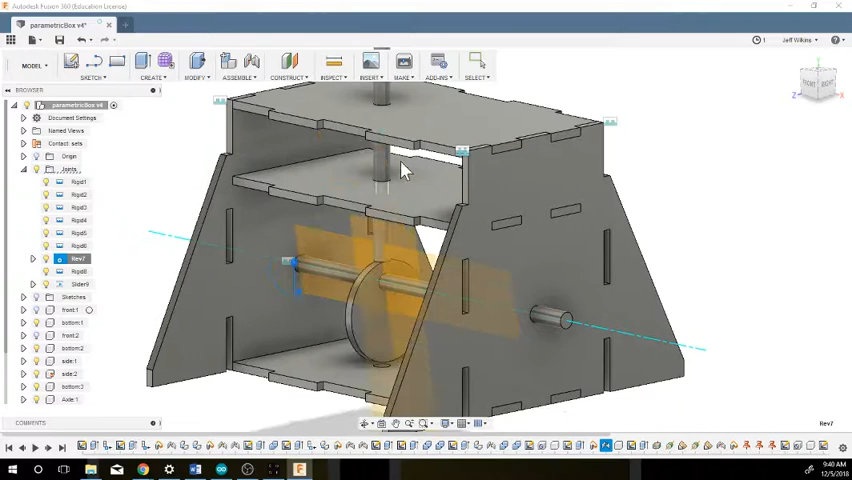 Autodesk Fusion 360 (Education License)
parametricBox v4*
1 Jeff Wilkins
MODEL SKETCH CREATE MODIFY ASSEMBLE CONSTRUCT INSPECT INSERT MAKE ADD-INS SELECT
BROWSER
parametricBox v4
Document Settings
Named Views
Contact: sets
Origin
Joints
Rigid1
Rigid2
Rigid3
Rigid4
Rigid5
Rigid6
Rev7
Rigid8
Slider9
Sketches
front:1
bottom:1
front:2
bottom:2
side:1
side:2
bottom:3
Axle:1
Y
FRONT RIGHT
Z X
COMMENTS
Rev7
9:40 AM
12/5/2018